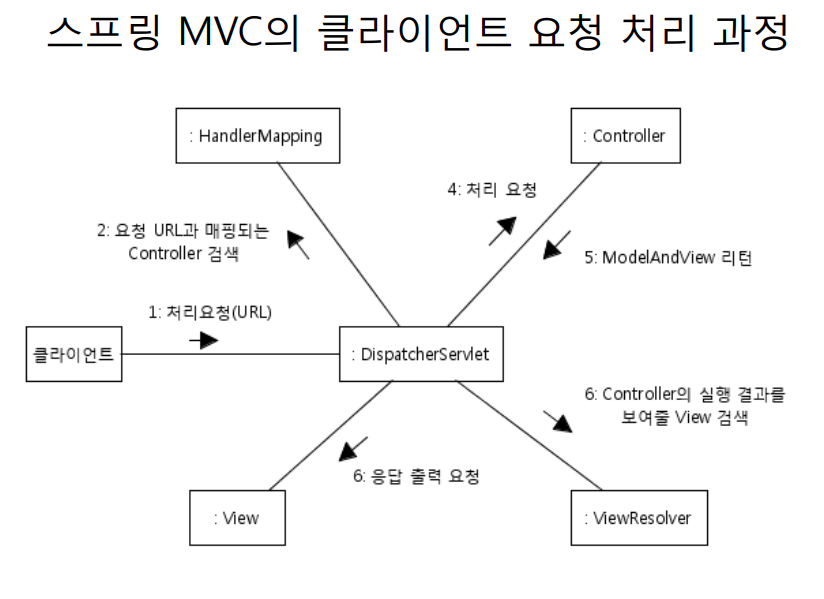 스프링 MVC의 클라이언트 요청 처리 과정
: HandlerMapping
: Controller
4: 처리 요청
2: 요청 URL과 매핑되는
Controller 검색
5: ModelAndView 리턴
1: 처리요청(URL)
클라이언트
: DispatcherServlet
6: Controller의 실행 결과를
보여줄 View 검색
6: 응답 출력 요청
: View
: ViewResolver